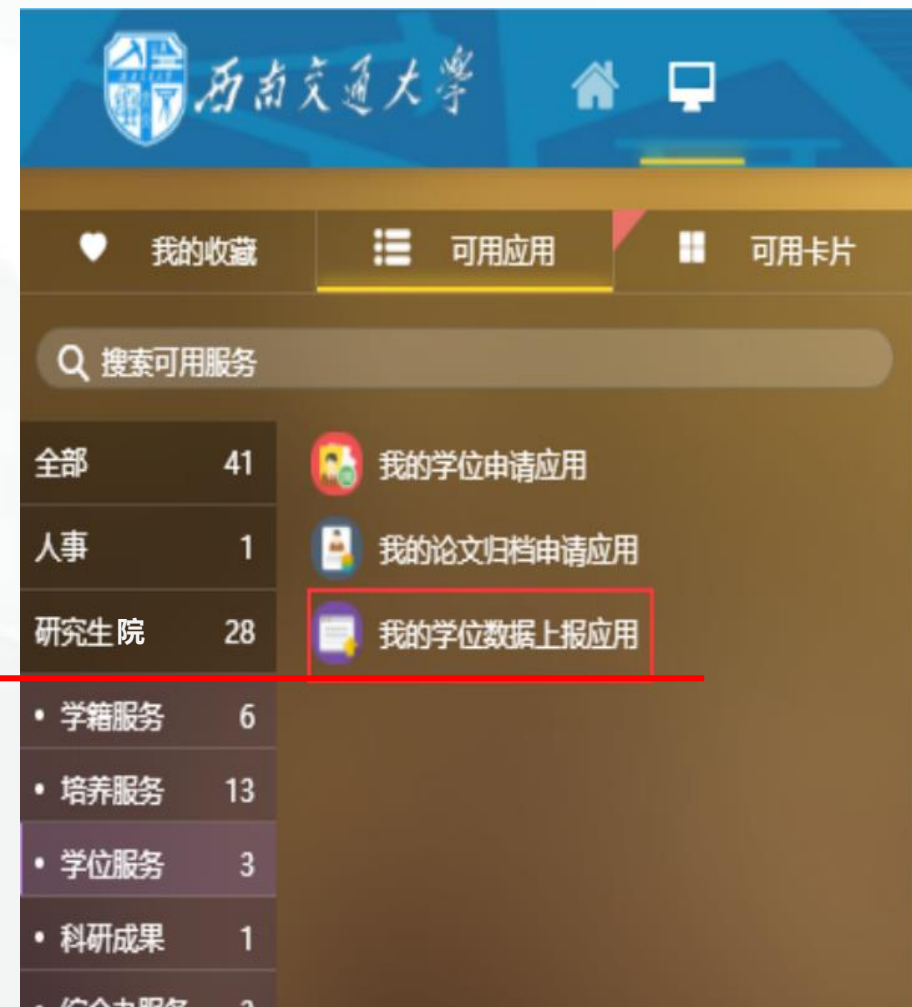 西南交通大学
我的收藏 可用应用 可用卡片
搜索可用服务
全部 41
我的学位申请应用
人事 1
我的论文归档申请应用
研究生院 28
我的学位数据上报应用
• 学籍服务 6
• 培养服务 13
• 学位服务 3
• 科研成果 1